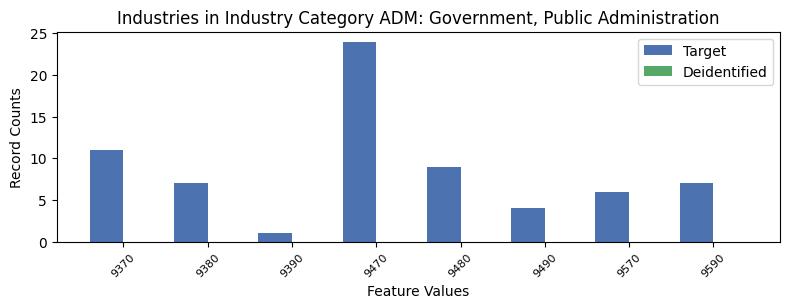 Industries in Industry Category ADM: Government, Public Administration
Record Counts
25
20
15
10
5
0
Target
Deidentified
9370
9380
9390
9470
9480
9490
9570
9590
Feature Values